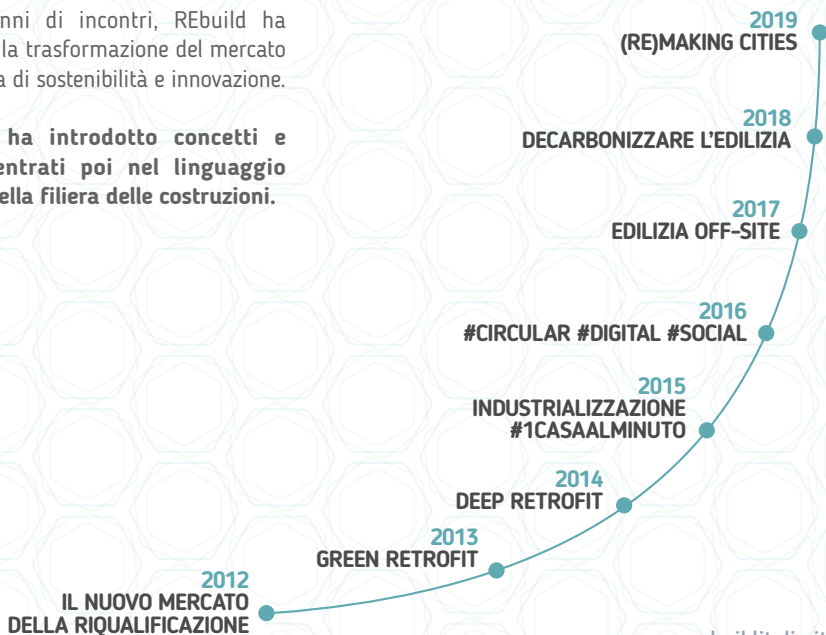 nni di incontri, REbuild ha
la trasformazione del mercato
di sostenibilità e innovazione.
ha introdotto concetti e
entrati poi nel linguaggio
ella filiera delle costruzioni.
2019
(RE)MAKING CITIES
2018
DECARBONIZZARE L'EDILIZIA
2017
EDILIZIA OFF-SITE
2016
#CIRCULAR #DIGITAL #SOCIAL
2015
INDUSTRIALIZZAZIONE
#1CASAALMINUTO
2014
DEEP RETROFIT
2013
GREEN RETROFIT
2012
IL NUOVO MERCATO
DELLA RIQUALIFICAZIONE